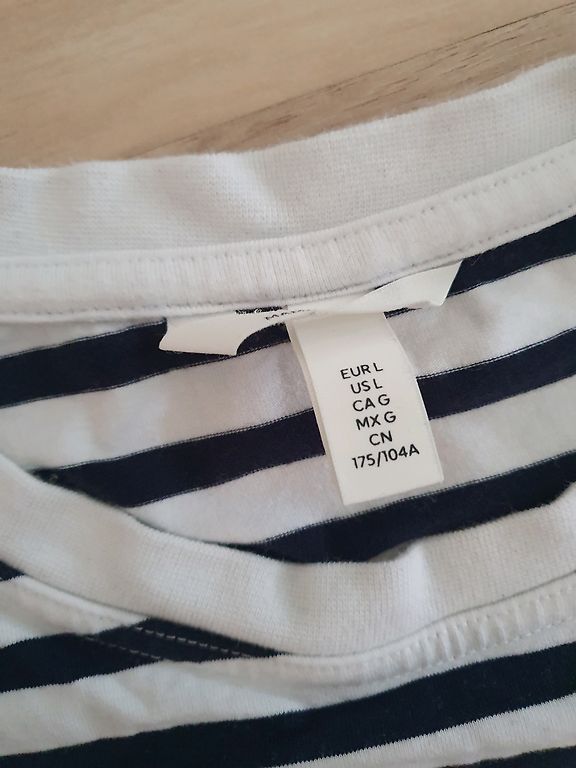 EUR L
US L
CA G
MX G
CN
175/104A